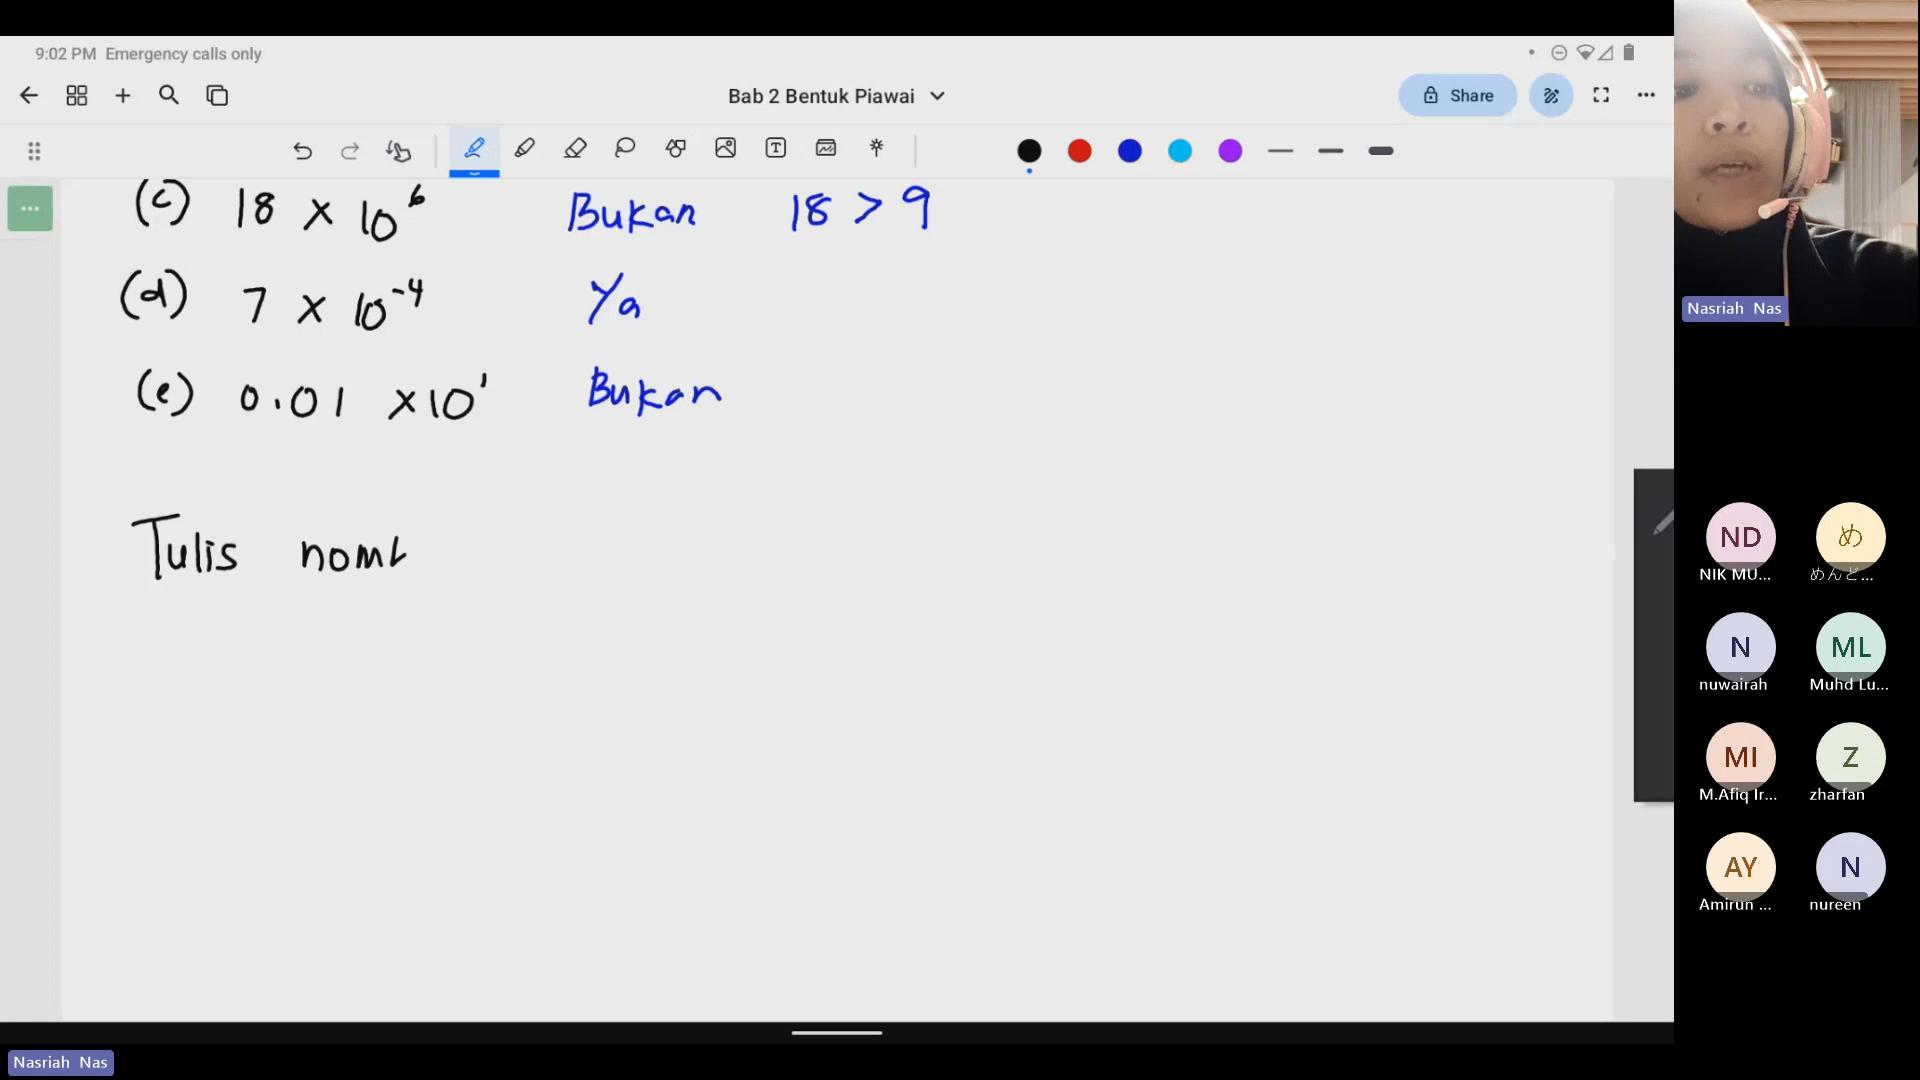 9:02 PM Emergency calls only
Bab 2 Bentuk Piawai
Share
(c) 18 × 10⁶ Bukan 18 > 9
(d) 7 × 10⁻⁴ Ya
(e) 0.01 ×10¹ Bukan
Tulis nomb
Nasriah Nas
ND め
NIK MU... めんど...
N ML
nuwairah Muhd Lu...
MI Z
M.Afiq Ir... zharfan
AY N
Amirun ... nureen
Nasriah Nas